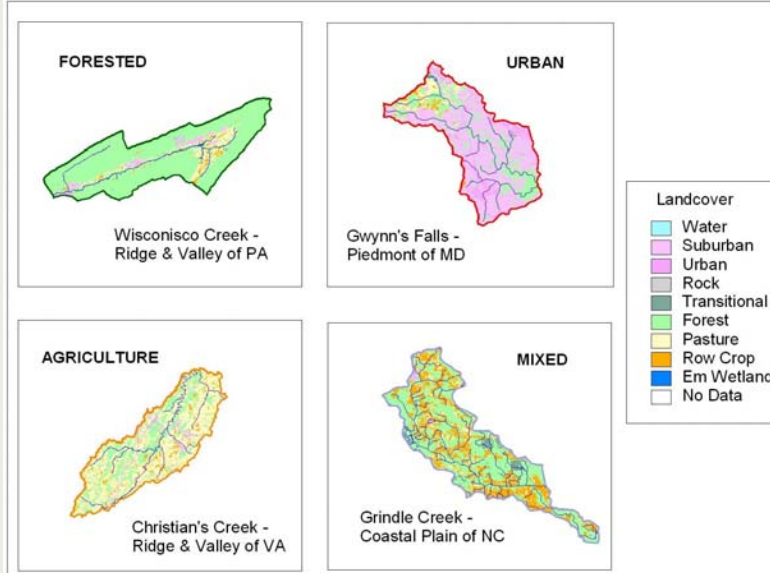 FORESTED
Wisconisco Creek -
Ridge & Valley of PA
URBAN
Gwynn's Falls -
Piedmont of MD
AGRICULTURE
Christian's Creek -
Ridge & Valley of VA
MIXED
Grindle Creek -
Coastal Plain of NC
Landcover
Water
Suburban
Urban
Rock
Transitional
Forest
Pasture
Row Crop
Em Wetland
No Data